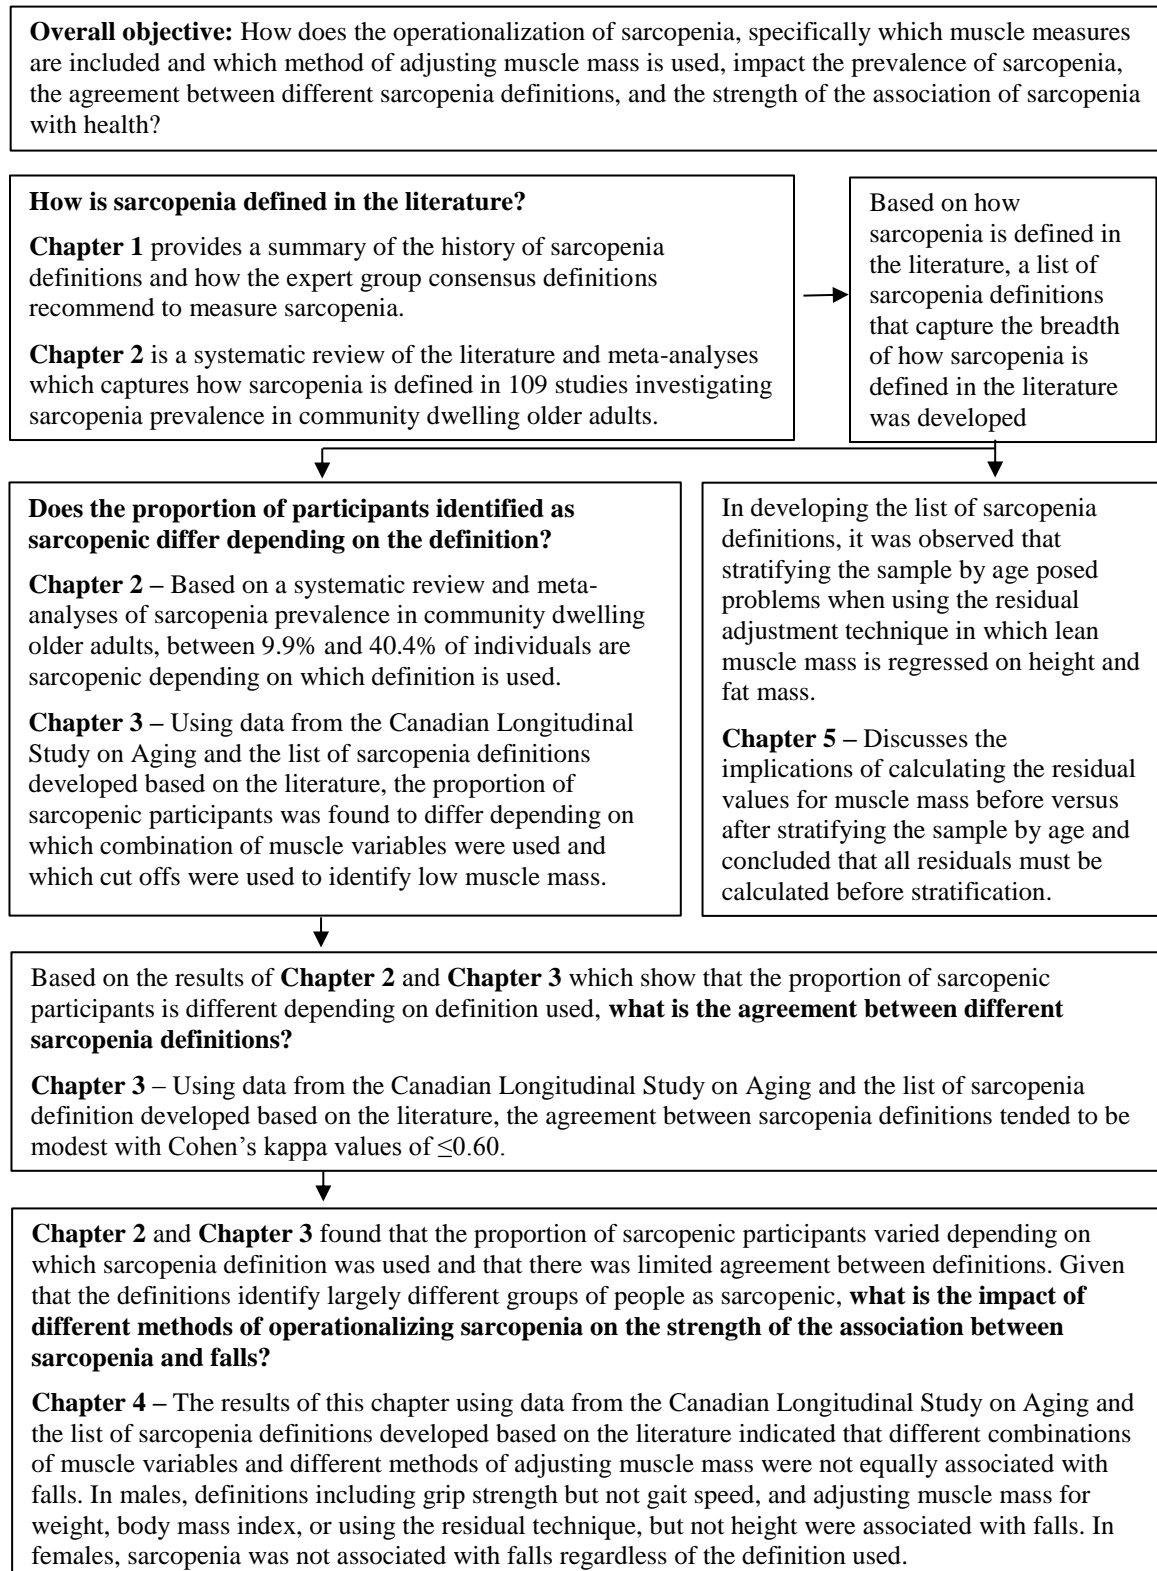 Overall objective: How does the operationalization of sarcopenia, specifically which muscle measures
are included and which method of adjusting muscle mass is used, impact the prevalence of sarcopenia,
the agreement between different sarcopenia definitions, and the strength of the association of sarcopenia
with health?
How is sarcopenia defined in the literature?
Chapter 1 provides a summary of the history of sarcopenia
definitions and how the expert group consensus definitions
recommend to measure sarcopenia.
Chapter 2 is a systematic review of the literature and meta-analyses
which captures how sarcopenia is defined in 109 studies investigating
sarcopenia prevalence in community dwelling older adults.
Based on how
sarcopenia is defined in
the literature, a list of
sarcopenia definitions
that capture the breadth
of how sarcopenia is
defined in the literature
was developed
Does the proportion of participants identified as
sarcopenic differ depending on the definition?
Chapter 2 – Based on a systematic review and meta-
analyses of sarcopenia prevalence in community dwelling
older adults, between 9.9% and 40.4% of individuals are
sarcopenic depending on which definition is used.
Chapter 3 – Using data from the Canadian Longitudinal
Study on Aging and the list of sarcopenia definitions
developed based on the literature, the proportion of
sarcopenic participants was found to differ depending on
which combination of muscle variables were used and
which cut offs were used to identify low muscle mass.
In developing the list of sarcopenia
definitions, it was observed that
stratifying the sample by age posed
problems when using the residual
adjustment technique in which lean
muscle mass is regressed on height and
fat mass.
Chapter 5 – Discusses the
implications of calculating the residual
values for muscle mass before versus
after stratifying the sample by age and
concluded that all residuals must be
calculated before stratification.
Based on the results of Chapter 2 and Chapter 3 which show that the proportion of sarcopenic
participants is different depending on definition used, what is the agreement between different
sarcopenia definitions?
Chapter 3 – Using data from the Canadian Longitudinal Study on Aging and the list of sarcopenia
definition developed based on the literature, the agreement between sarcopenia definitions tended to be
modest with Cohen’s kappa values of ≤0.60.
Chapter 2 and Chapter 3 found that the proportion of sarcopenic participants varied depending on
which sarcopenia definition was used and that there was limited agreement between definitions. Given
that the definitions identify largely different groups of people as sarcopenic, what is the impact of
different methods of operationalizing sarcopenia on the strength of the association between
sarcopenia and falls?
Chapter 4 – The results of this chapter using data from the Canadian Longitudinal Study on Aging and
the list of sarcopenia definitions developed based on the literature indicated that different combinations
of muscle variables and different methods of adjusting muscle mass were not equally associated with
falls. In males, definitions including grip strength but not gait speed, and adjusting muscle mass for
weight, body mass index, or using the residual technique, but not height were associated with falls. In
females, sarcopenia was not associated with falls regardless of the definition used.